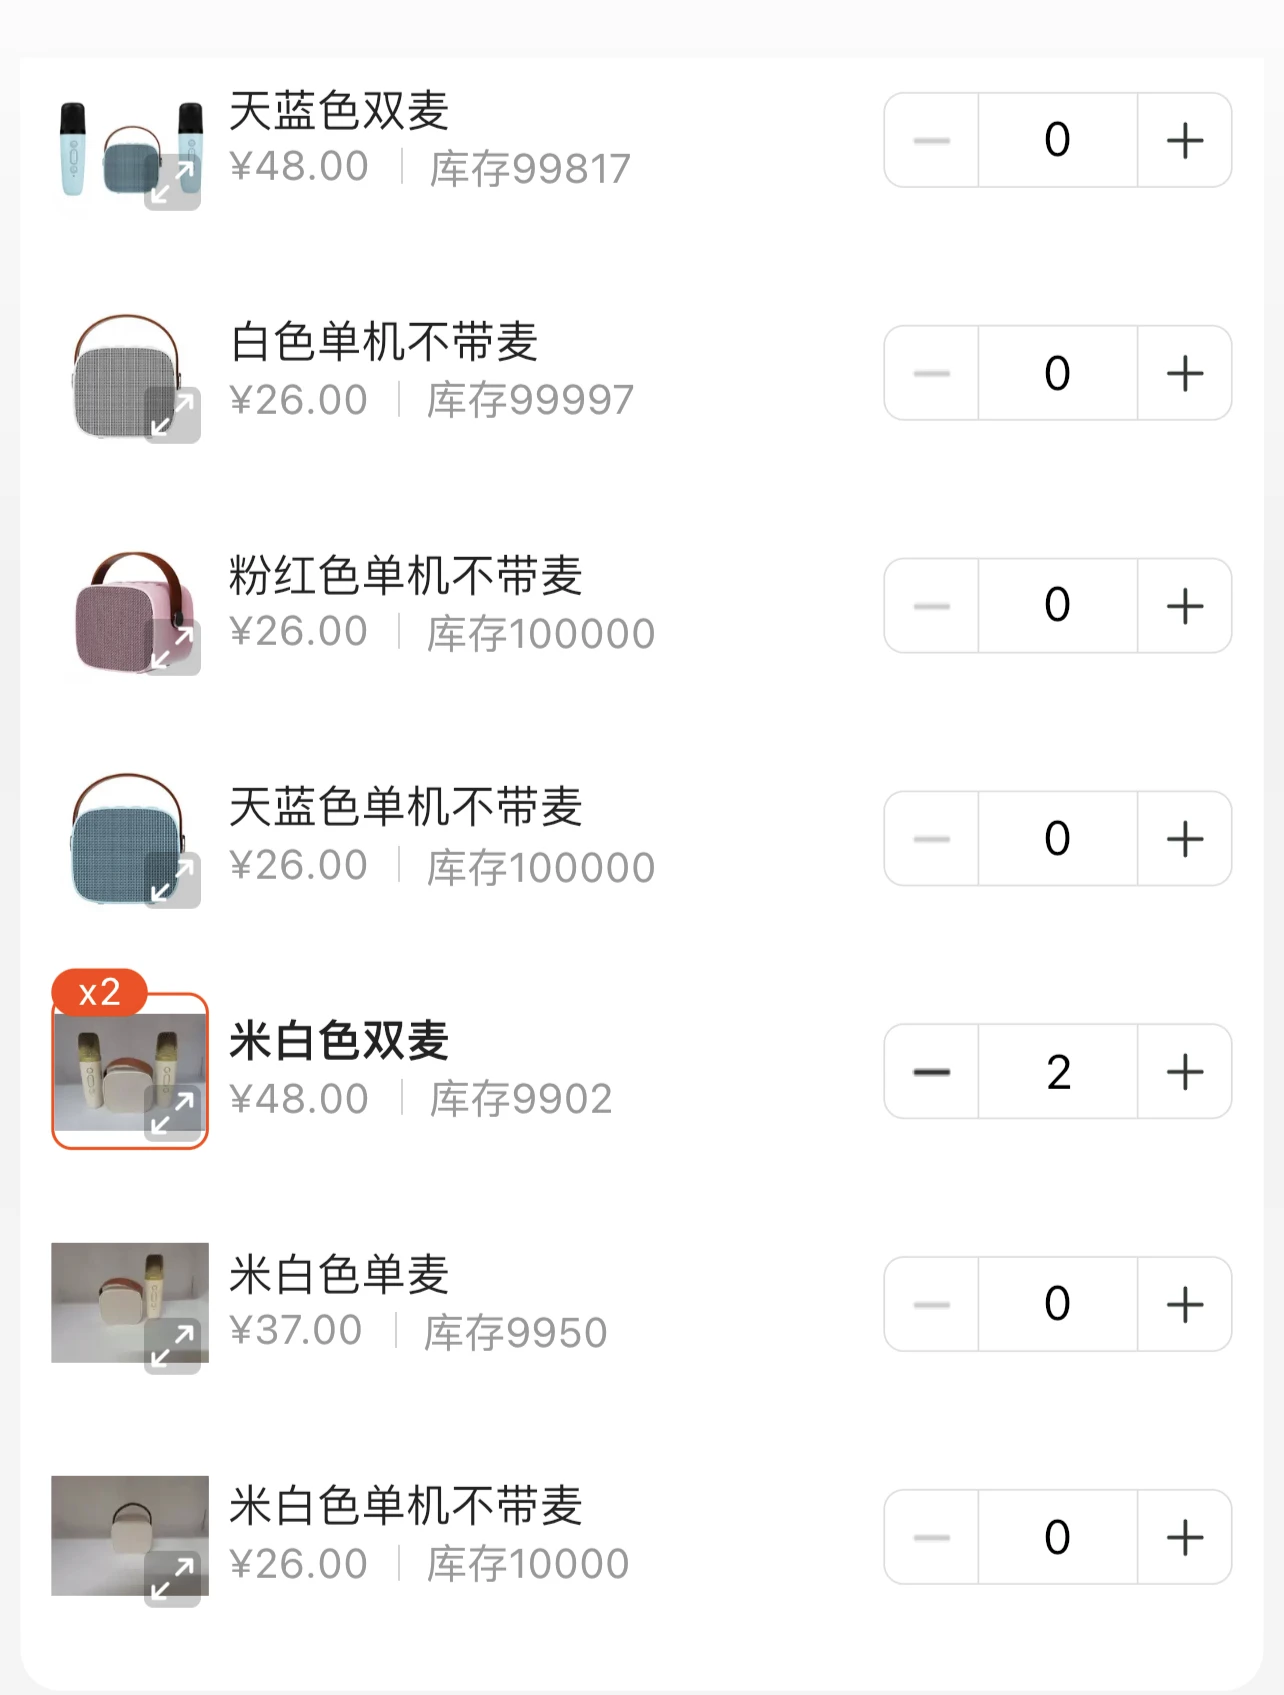 天蓝色双麦
¥48.00 | 库存99817
0
白色单机不带麦
¥26.00 | 库存99997
0
粉红色单机不带麦
¥26.00 | 库存100000
0
天蓝色单机不带麦
¥26.00 | 库存100000
0
x2
米白色双麦
¥48.00 | 库存9902
2
米白色单麦
¥37.00 | 库存9950
0
米白色单机不带麦
¥26.00 | 库存10000
0